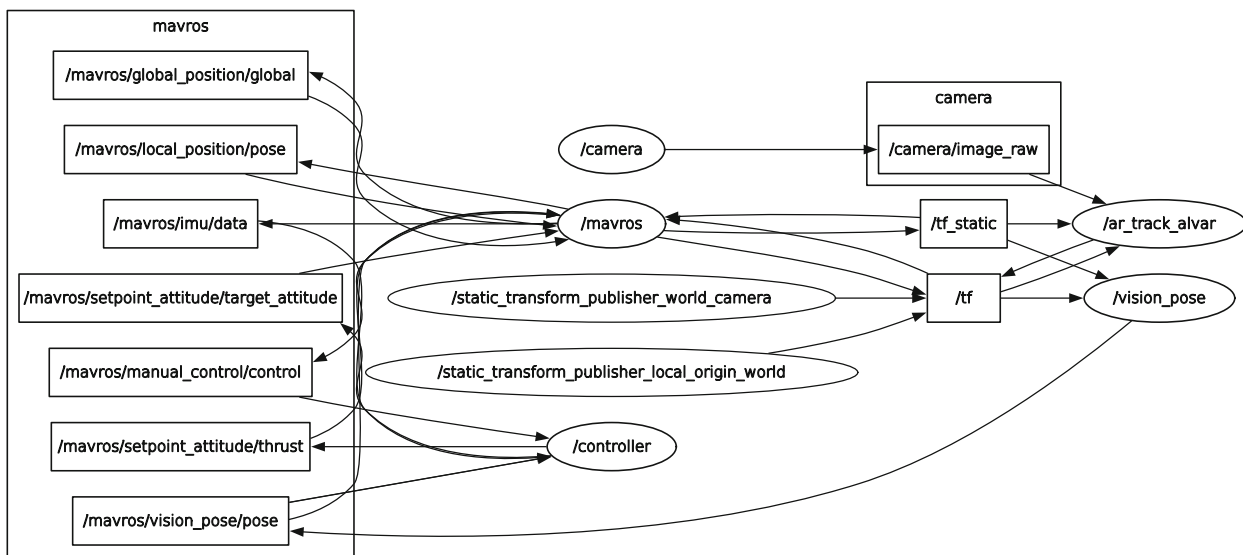 mavros
/mavros/global_position/global
/mavros/local_position/pose
/mavros/imu/data
/mavros/setpoint_attitude/target_attitude
/mavros/manual_control/control
/mavros/setpoint_attitude/thrust
/mavros/vision_pose/pose
/camera
/mavros
/static_transform_publisher_world_camera
/static_transform_publisher_local_origin_world
/controller
camera
/camera/image_raw
/tf_static
/tf
/ar_track_alvar
/vision_pose